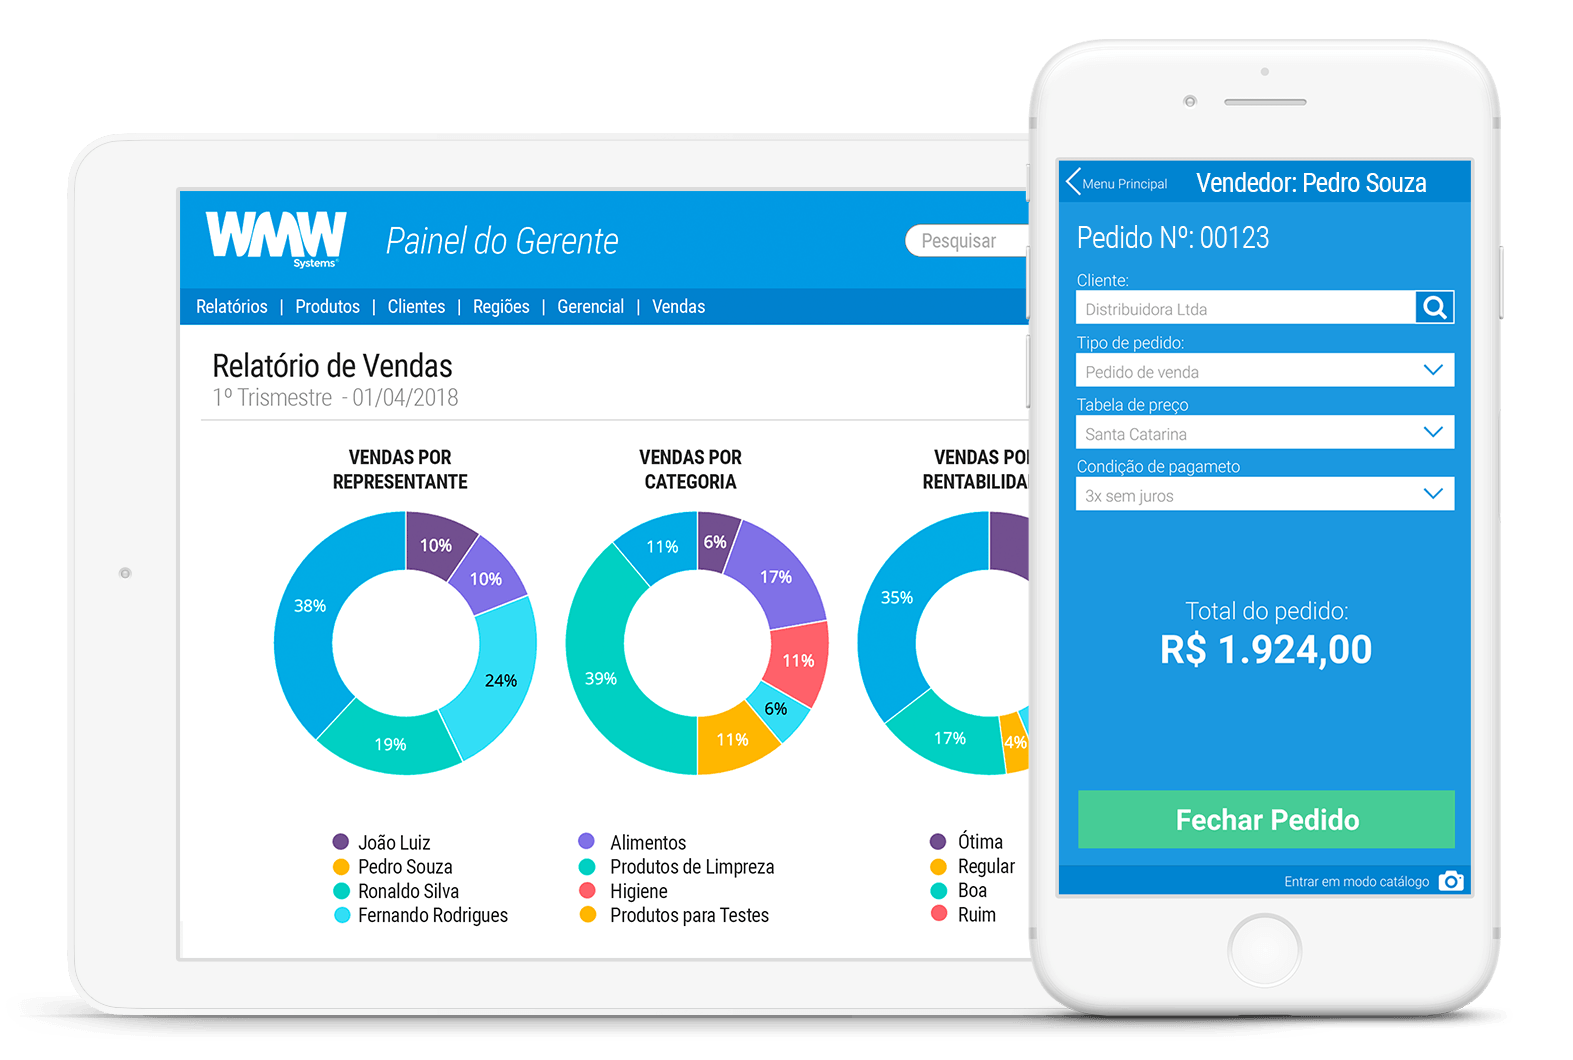 WMW
Systems®
Painel do Gerente
Pesquisar
Relatórios | Produtos | Clientes | Regiões | Gerencial | Vendas
Relatório de Vendas
1º Trismestre - 01/04/2018
VENDAS POR
REPRESENTANTE
10%
10%
24%
19%
38%
João Luiz
Pedro Souza
Ronaldo Silva
Fernando Rodrigues
VENDAS POR
CATEGORIA
6%
17%
11%
6%
11%
39%
11%
Alimentos
Produtos de Limpreza
Higiene
Produtos para Testes
VENDAS
35%
17%
4%
Ótima
Regular
Boa
Ruim
Menu Principal
Vendedor: Pedro Souza
Pedido Nº: 00123
Cliente:
Distribuidora Ltda
Tipo de pedido:
Pedido de venda
Tabela de preço
Santa Catarina
Condição de pagameto
3x sem juros
Total do pedido:
R$ 1.924,00
Fechar Pedido
Entrar em modo catálogo